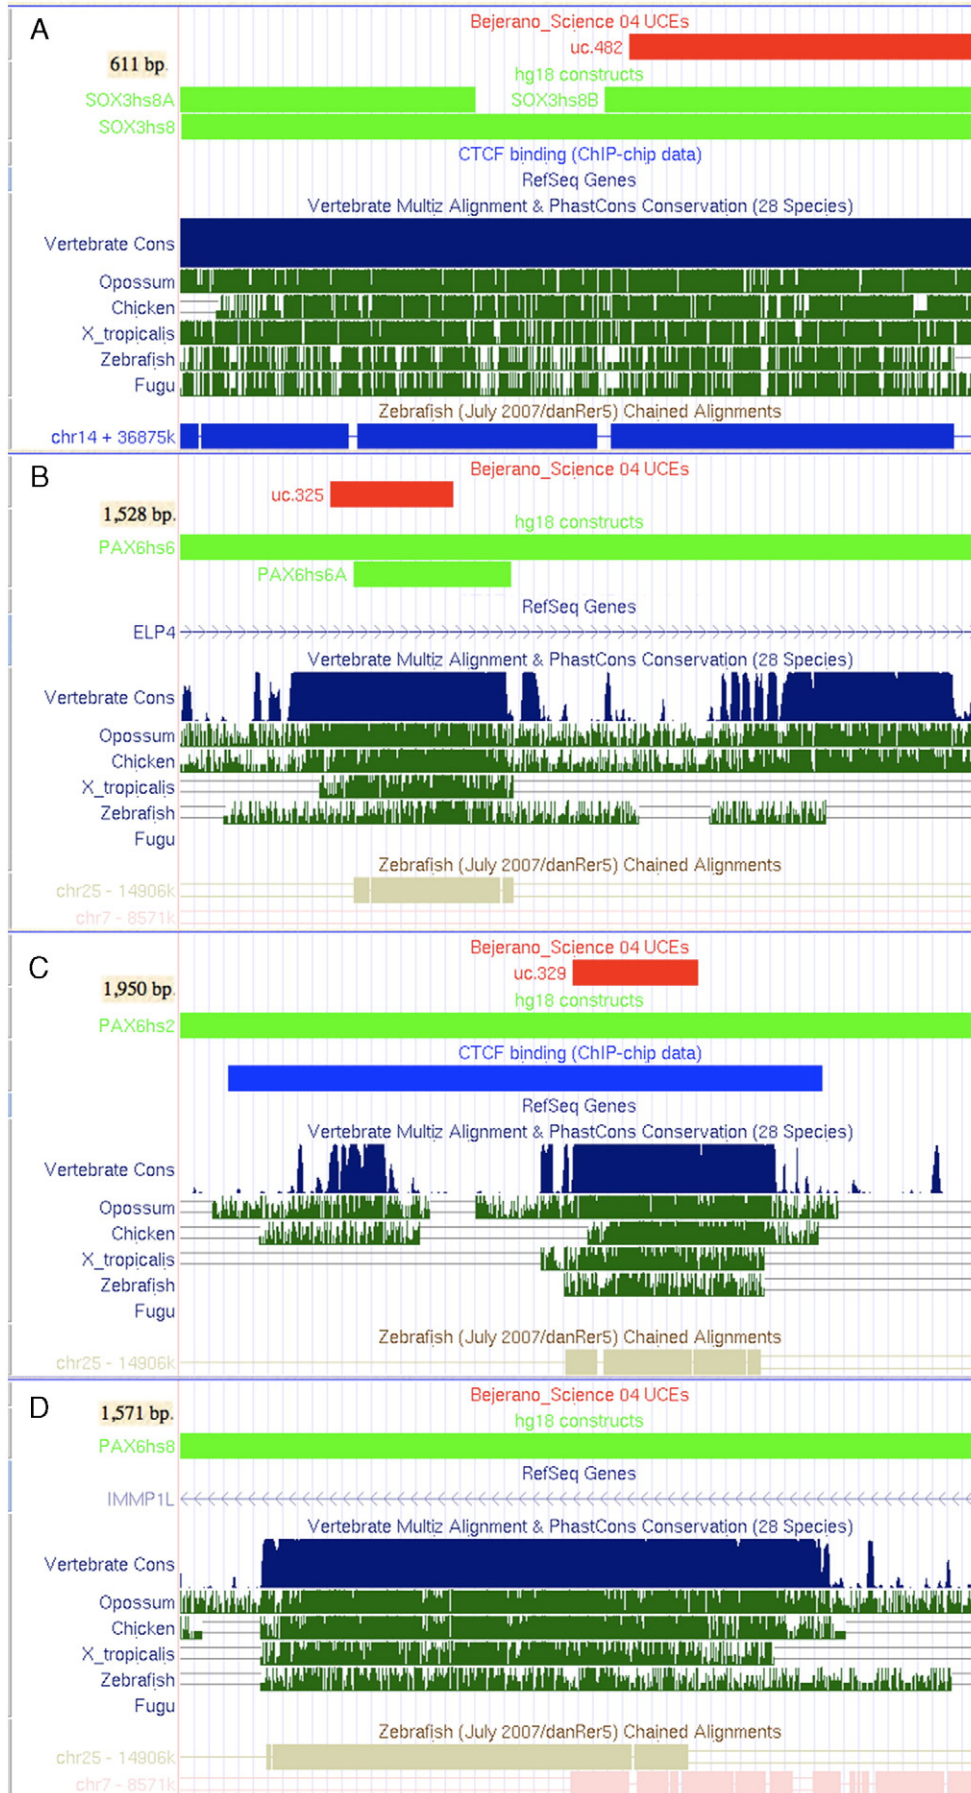 A
Bejerano_Science 04 UCEs
uc.482
611 bp.
hg18 constructs
SOX3hs8A
SOX3hs8B
SOX3hs8
CTCF binding (ChIP-chip data)
RefSeq Genes
Vertebrate Multiz Alignment & PhastCons Conservation (28 Species)
Vertebrate Cons
Opossum
Chicken
X_tropicalis
Zebrafish
Fugu
Zebrafish (July 2007/danRer5) Chained Alignments
chr14 + 36875k
B
Bejerano_Science 04 UCEs
uc.325
1,528 bp.
hg18 constructs
PAX6hs6
PAX6hs6A
RefSeq Genes
ELP4
Vertebrate Multiz Alignment & PhastCons Conservation (28 Species)
Vertebrate Cons
Opossum
Chicken
X_tropicalis
Zebrafish
Fugu
Zebrafish (July 2007/danRer5) Chained Alignments
chr25 - 14906k
chr7 - 8571k
C
Bejerano_Science 04 UCEs
uc.329
1,950 bp.
hg18 constructs
PAX6hs2
CTCF binding (ChIP-chip data)
RefSeq Genes
Vertebrate Multiz Alignment & PhastCons Conservation (28 Species)
Vertebrate Cons
Opossum
Chicken
X_tropicalis
Zebrafish
Fugu
Zebrafish (July 2007/danRer5) Chained Alignments
chr25 - 14906k
D
Bejerano_Science 04 UCEs
1,571 bp.
hg18 constructs
PAX6hs8
RefSeq Genes
IMMP1L
Vertebrate Multiz Alignment & PhastCons Conservation (28 Species)
Vertebrate Cons
Opossum
Chicken
X_tropicalis
Zebrafish
Fugu
Zebrafish (July 2007/danRer5) Chained Alignments
chr25 - 14906k
chr7 - 8571k